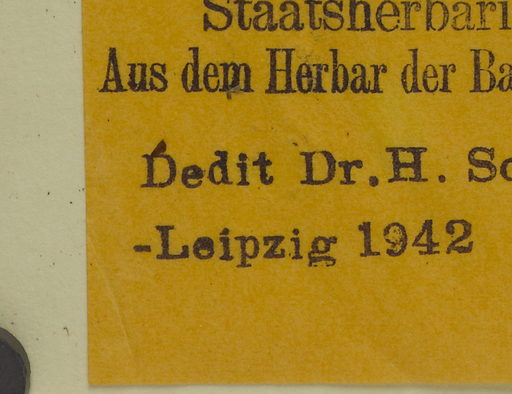 Staatsherbari
Aus dem Herbar der Ba
Dedit Dr. H. Sc
-Leipzig 1942